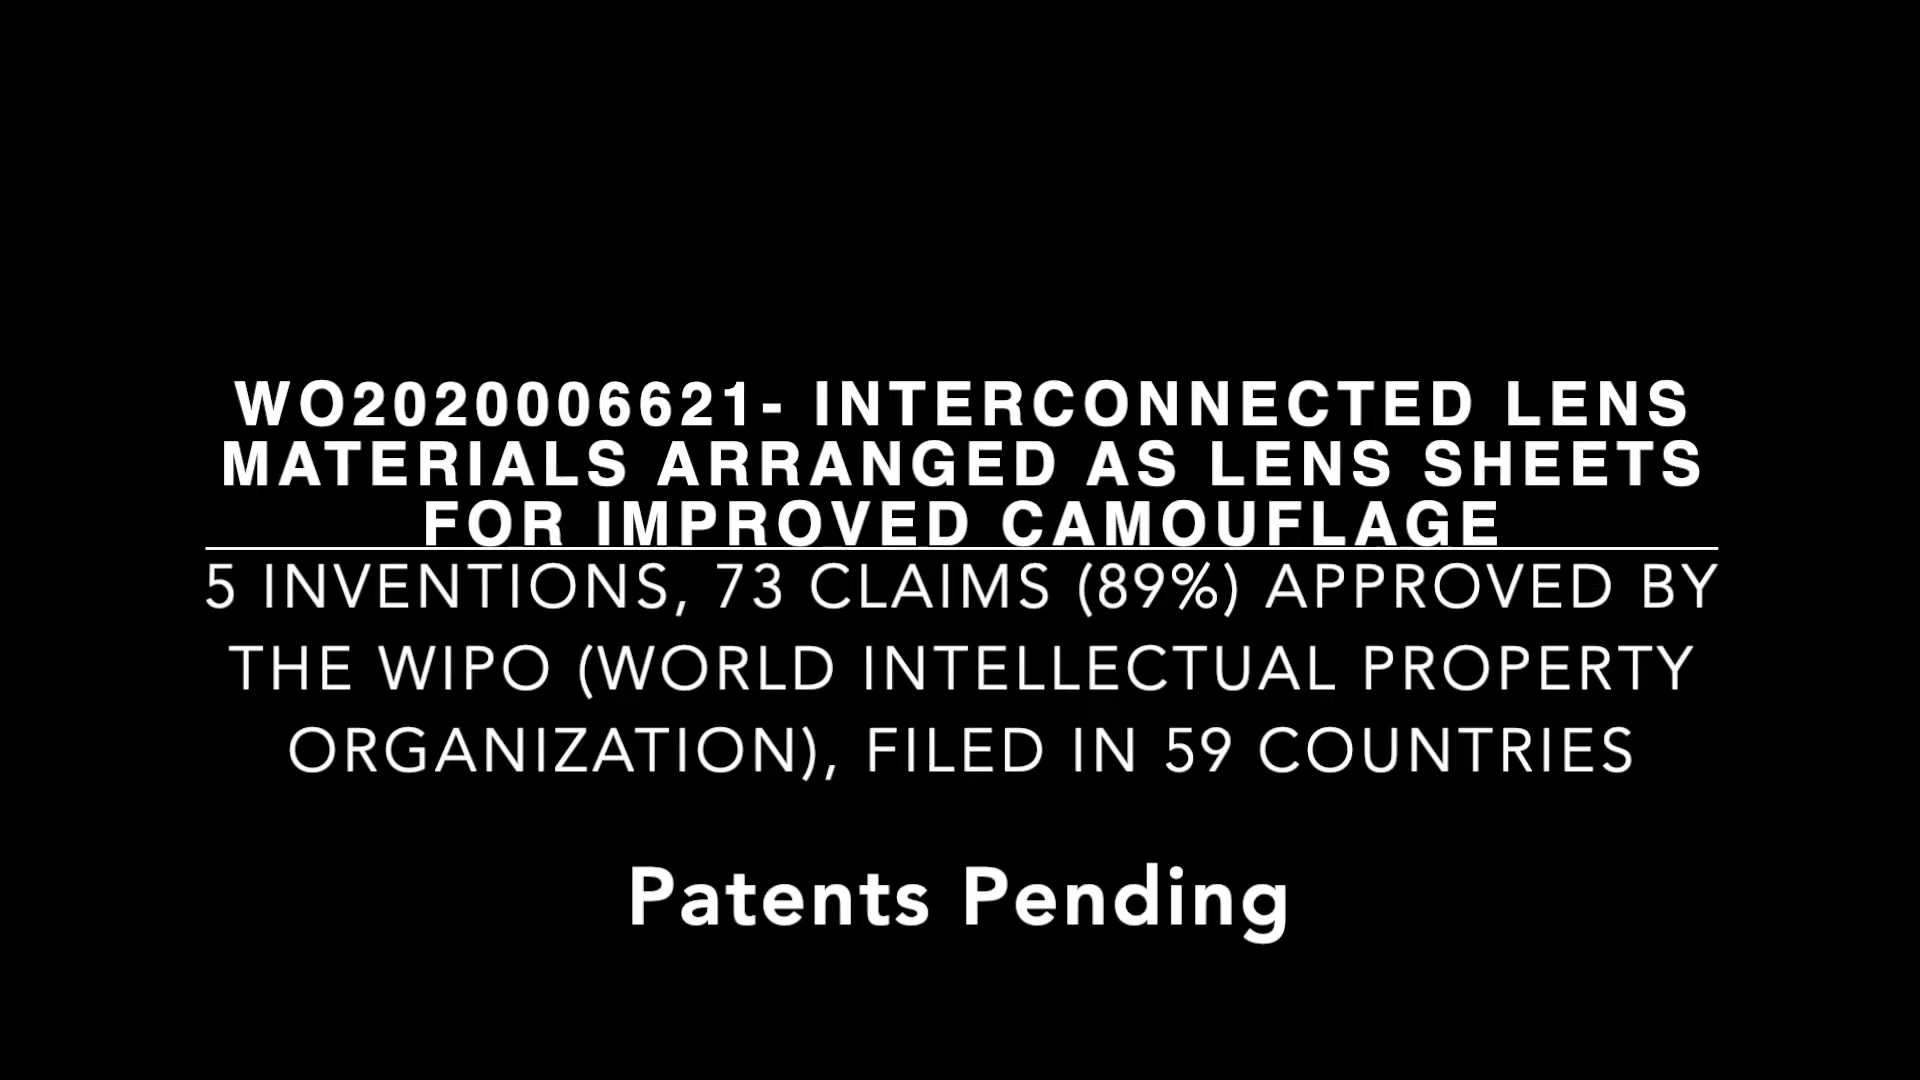 WO2020006621- INTERCONNECTED LENS
MATERIALS ARRANGED AS LENS SHEETS
FOR IMPROVED CAMOUFLAGE
5 INVENTIONS, 73 CLAIMS (89%) APPROVED BY
THE WIPO (WORLD INTELLECTUAL PROPERTY
ORGANIZATION), FILED IN 59 COUNTRIES
Patents Pending